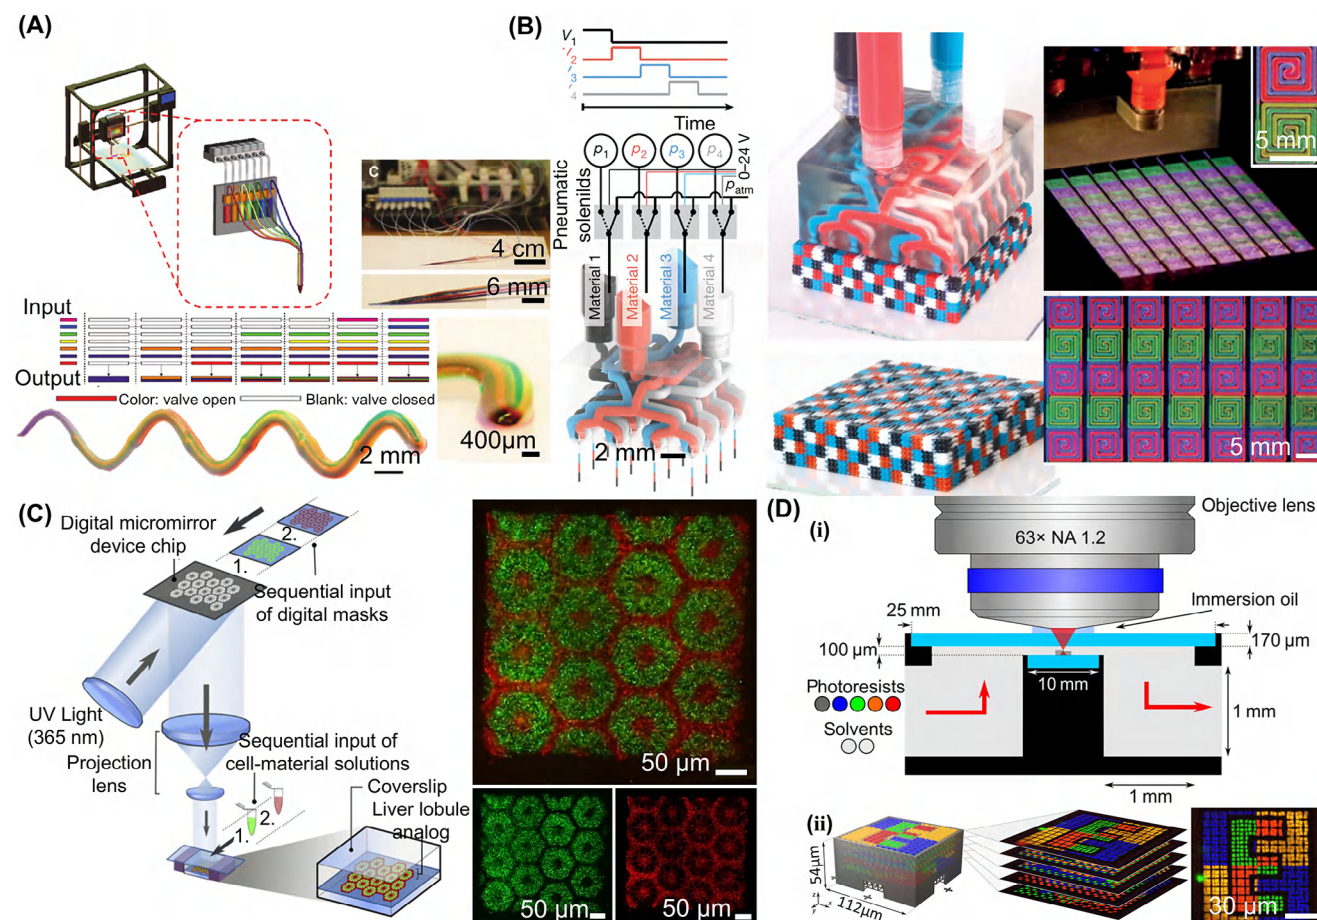 (A)
c
4 cm
6 mm
Input
Output
Color: valve open
Blank: valve closed
2 mm
400µm
(B)
V1
2
3
4
Time
p1
p2
p3
p4
0–24 V
patm
Pneumatic
solenilds
Material 1
Material 2
Material 3
Material 4
2 mm
5 mm
5 mm
(C)
Digital micromirror
device chip
2.
1.
Sequential input
of digital masks
UV Light
(365 nm)
Projection
lens
Sequential input of
cell-material solutions
2.
1.
Coverslip
Liver lobule
analog
50 µm
50 µm
50 µm
(D)
(i)
Objective lens
63× NA 1.2
Immersion oil
25 mm
170 µm
100 µm
10 mm
Photoresists
Solvents
1 mm
1 mm
(ii)
54µm
112µm
z
x
y
30 µm